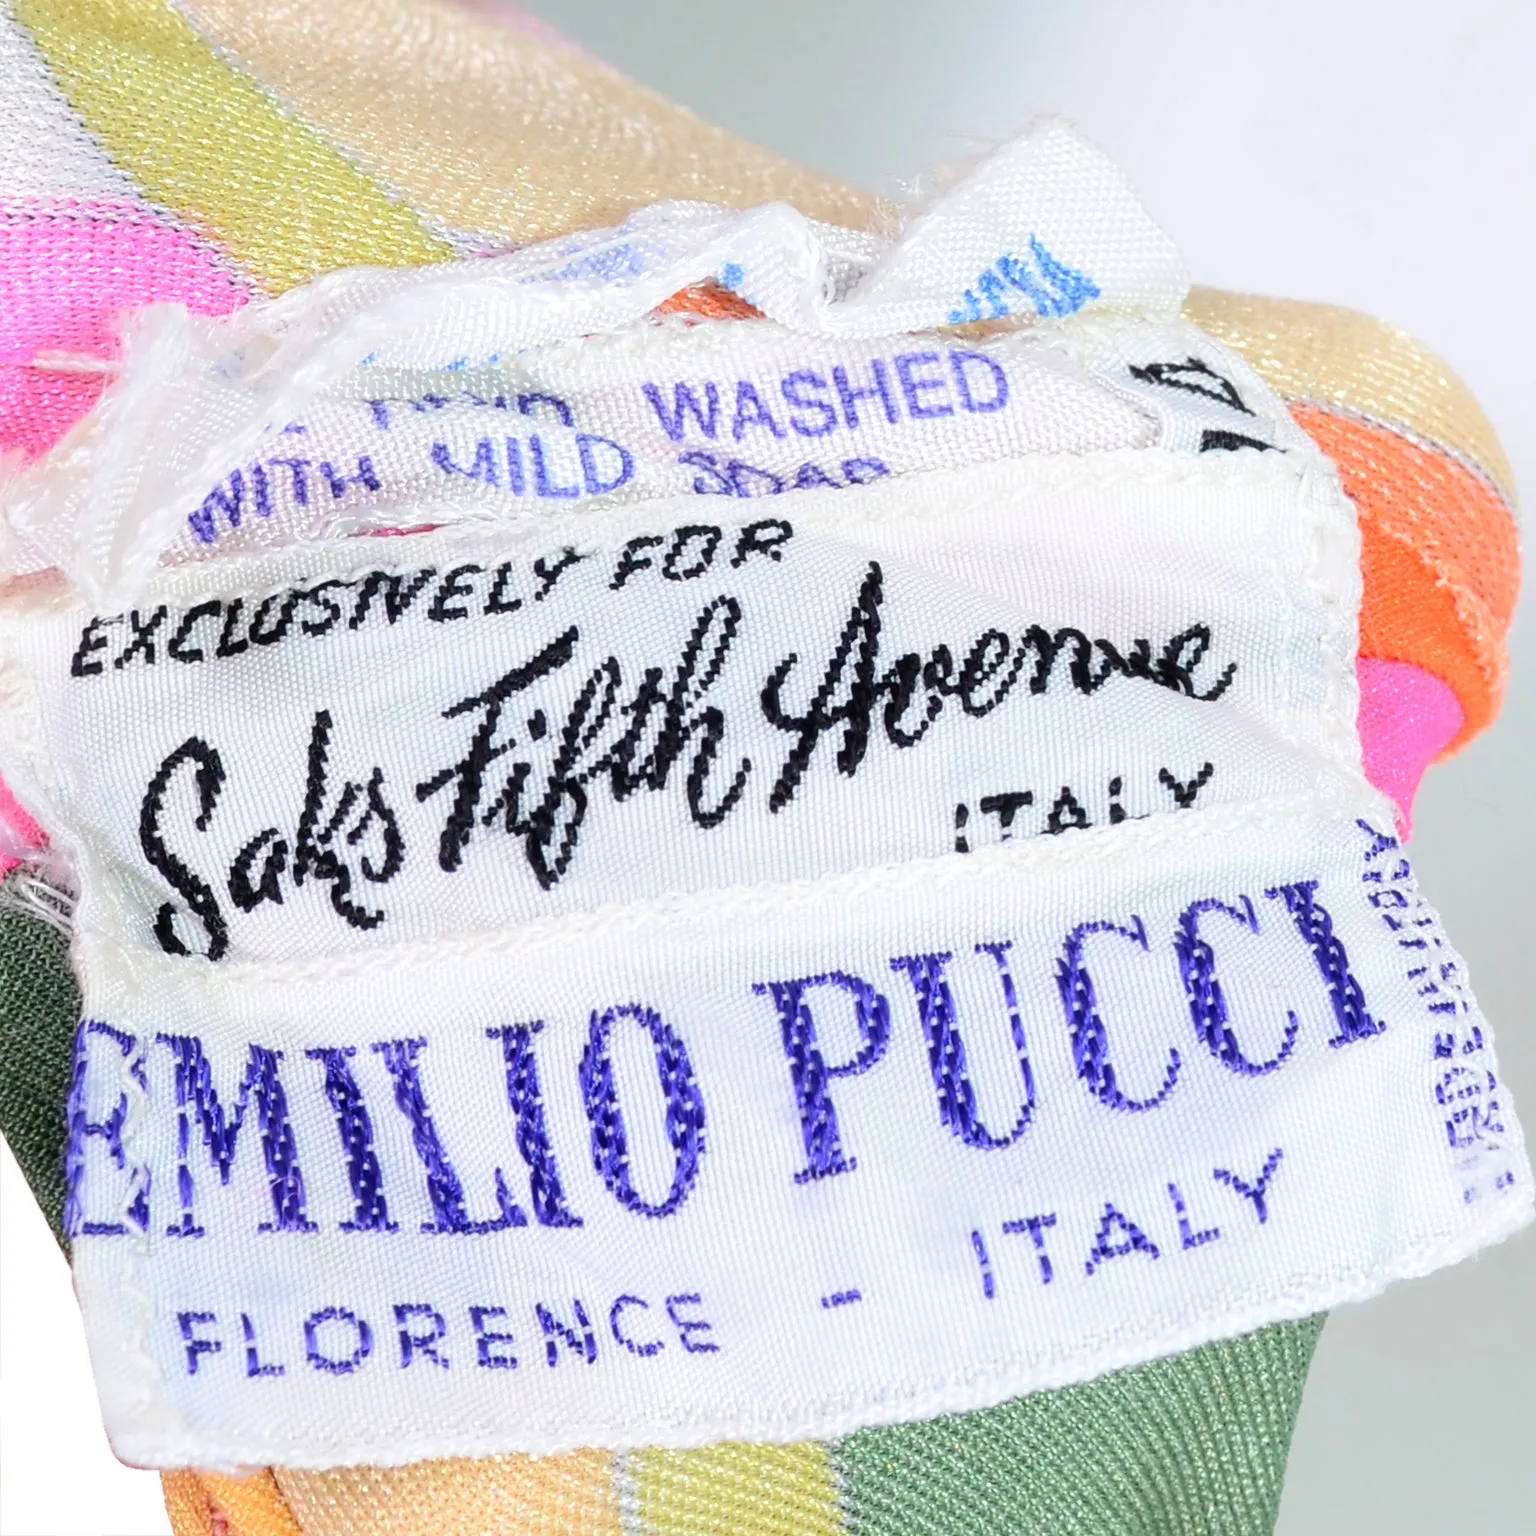 WASHED
WITH MILD SOAP
EXCLUSIVELY FOR
Saks Fifth Avenue
ITALY
EMILIO PUCCI
FLORENCE - ITALY